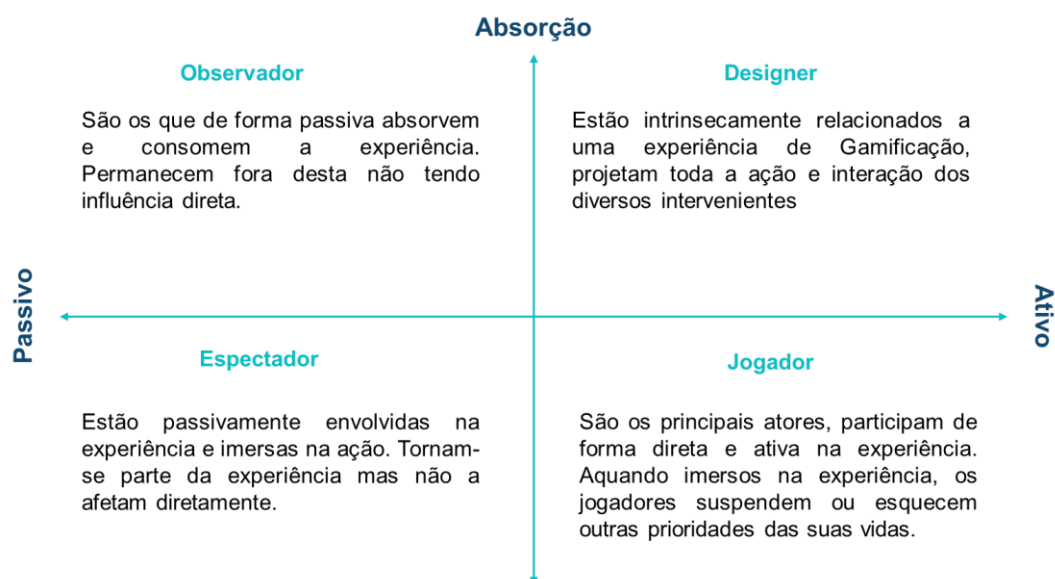 Absorção
Observador
São os que de forma passiva absorvem
e consomem a experiência.
Permanecem fora desta não tendo
influência direta.
Designer
Estão intrinsecamente relacionados a
uma experiência de Gamificação,
projetam toda a ação e interação dos
diversos intervenientes
Passivo
Ativo
Espectador
Estão passivamente envolvidas na
experiência e imersas na ação. Tornam-
se parte da experiência mas não a
afetam diretamente.
Jogador
São os principais atores, participam de
forma direta e ativa na experiência.
Aquando imersos na experiência, os
jogadores suspendem ou esquecem
outras prioridades das suas vidas.